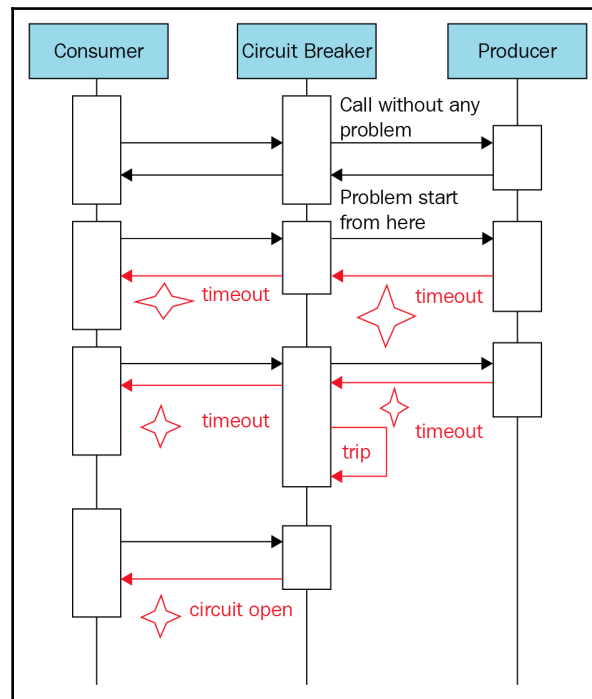 Consumer
Circuit Breaker
Producer
Call without any
problem
Problem start
from here
timeout
timeout
timeout
timeout
trip
circuit open